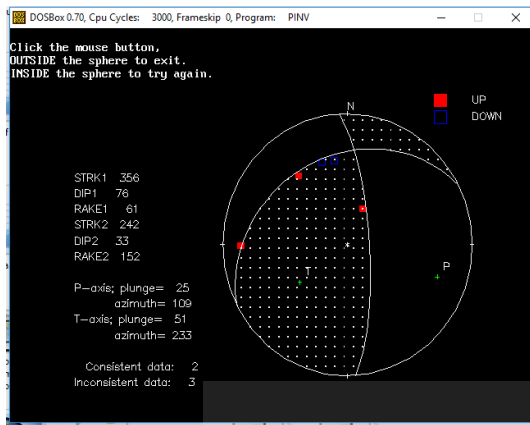 DOSBox 0.70, Cpu Cycles: 3000, Frameskip 0, Program: PINV
Click the mouse button,
OUTSIDE the sphere to exit.
INSIDE the sphere to try again.
N
UP
DOWN
STRK1 356
DIP1 76
RAKE1 61
STRK2 242
DIP2 33
RAKE2 152
T
P
P-axis; plunge= 25
azimuth= 109
T-axis; plunge= 51
azimuth= 233
Consistent data: 2
Inconsistent data: 3